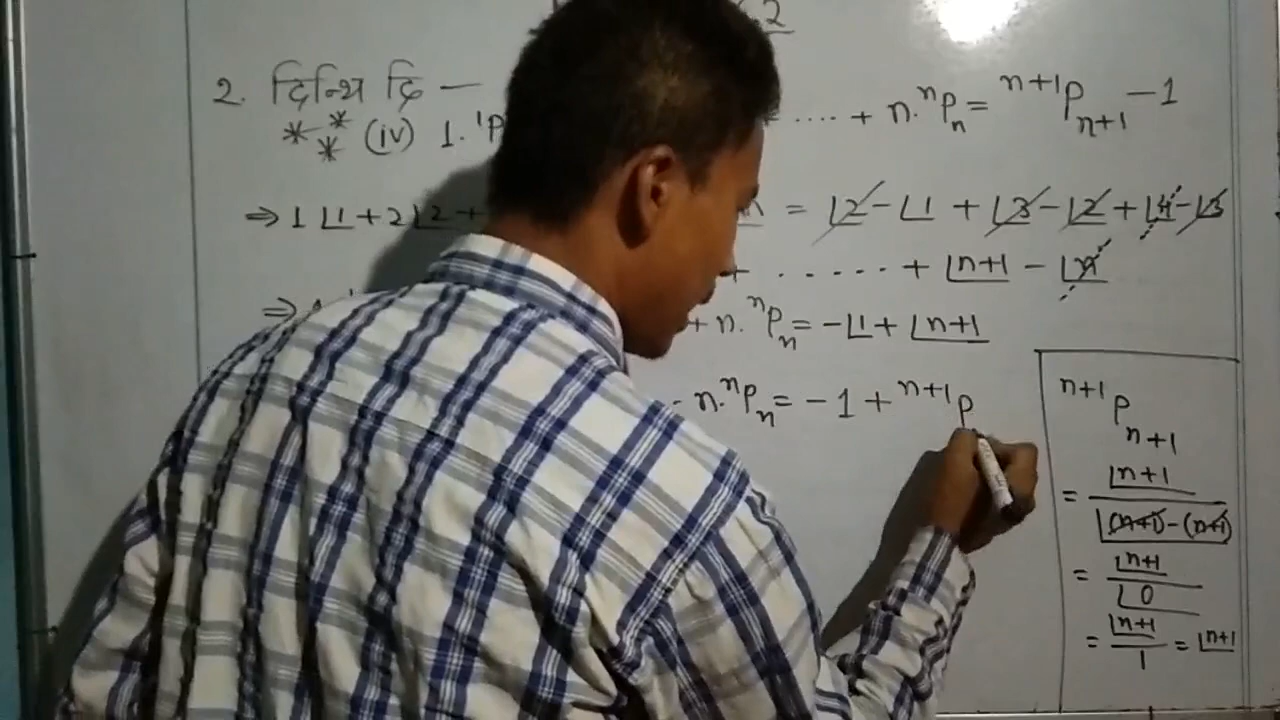 2
2. दिन्थि दि —
(iv) 1. ¹P .... + n.ⁿPₙ = ⁿ⁺¹Pₙ₊₁ - 1
⇒ 1 ⌊1 + 2⌊2 + = ⌊2 - ⌊1 + ⌊3 - ⌊2 + ⌊4 - ⌊3
+ ...... + ⌊n+1 - ⌊n
⇒ + n.ⁿPₙ = -⌊1 + ⌊n+1
n.ⁿPₙ = -1 + ⁿ⁺¹P
ⁿ⁺¹Pₙ₊₁
= ⌊n+1 / ⌊(n+1)-(n+1)
= ⌊n+1 / ⌊0
= ⌊n+1 / 1 = ⌊n+1